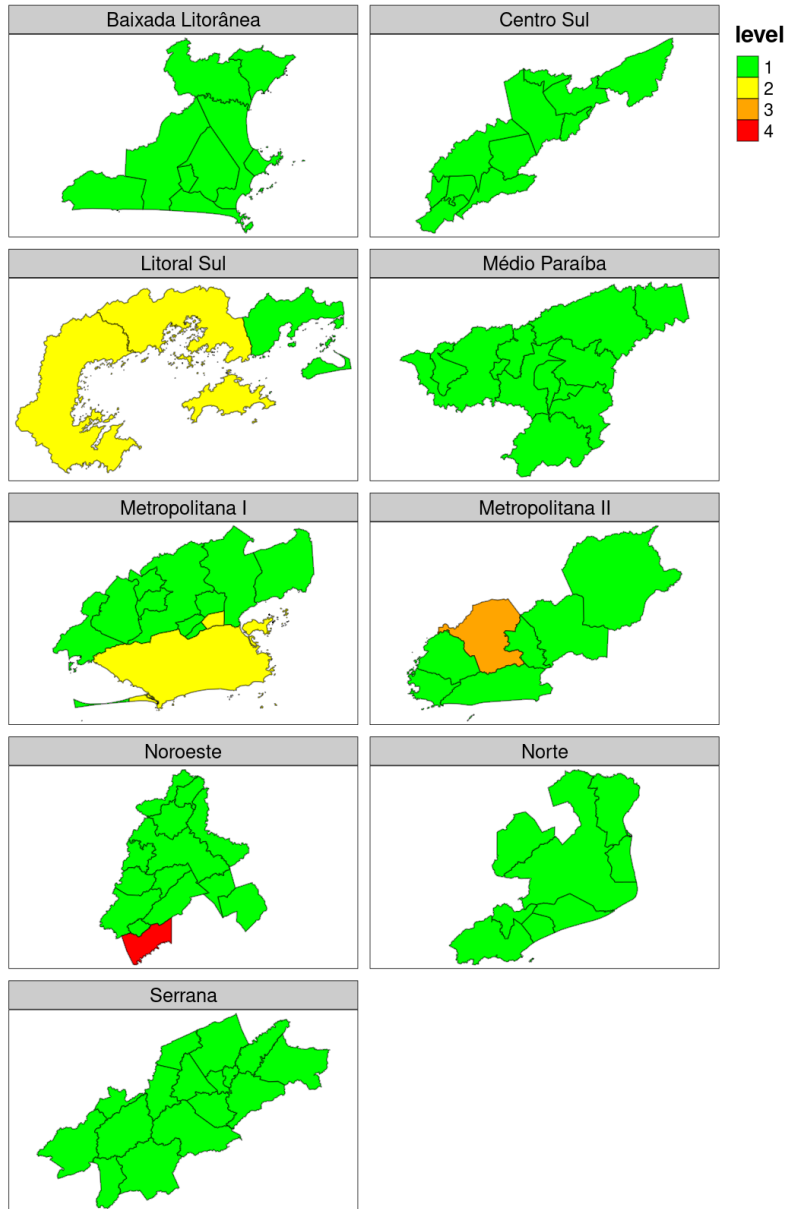 Baixada Litorânea
Centro Sul
level
1
2
3
4
Litoral Sul
Médio Paraíba
Metropolitana I
Metropolitana II
Noroeste
Norte
Serrana